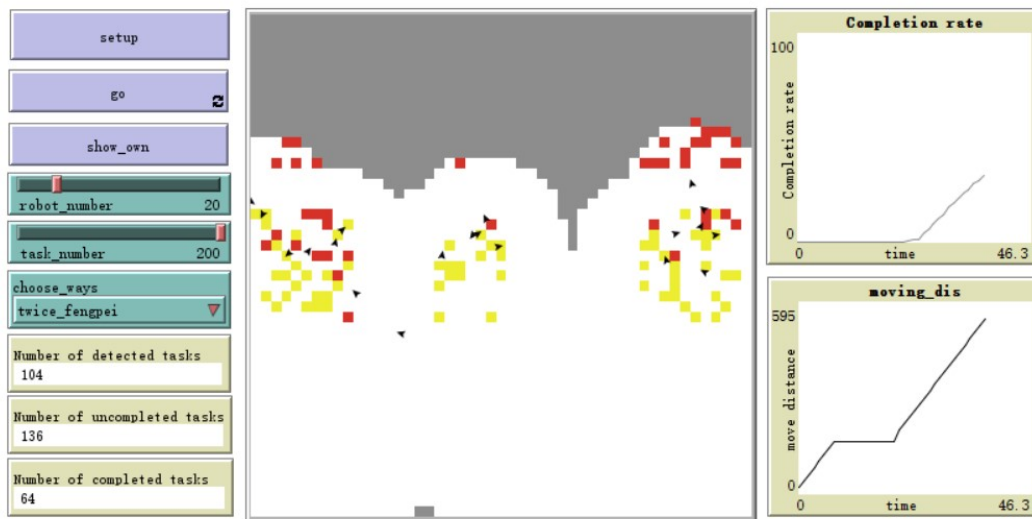 setup
go
show_own
robot_number 20
task_number 200
choose_ways
twice_fengpei
Number of detected tasks
104
Number of uncompleted tasks
136
Number of completed tasks
64
Completion rate
100
Completion rate
0
time
46.3
moving_dis
595
move distance
0
time
46.3